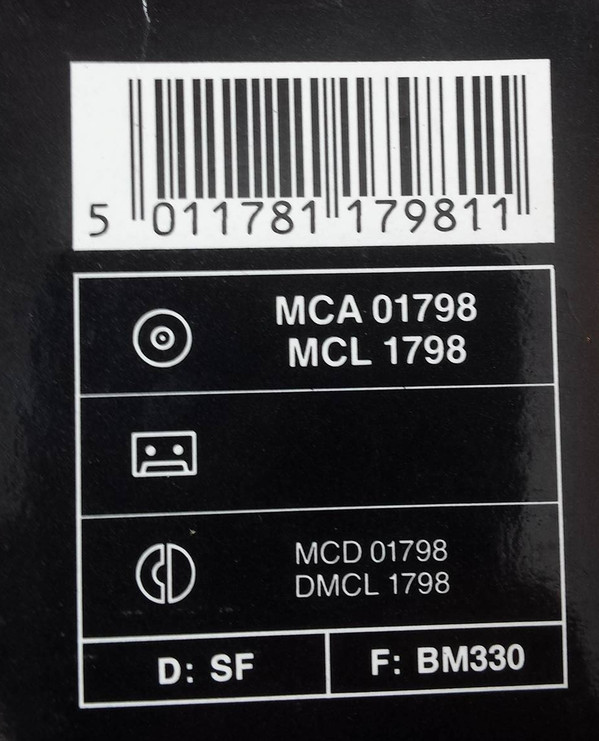 5 011781 179811
MCA 01798
MCL 1798
MCD 01798
DMCL 1798
D: SF
F: BM330